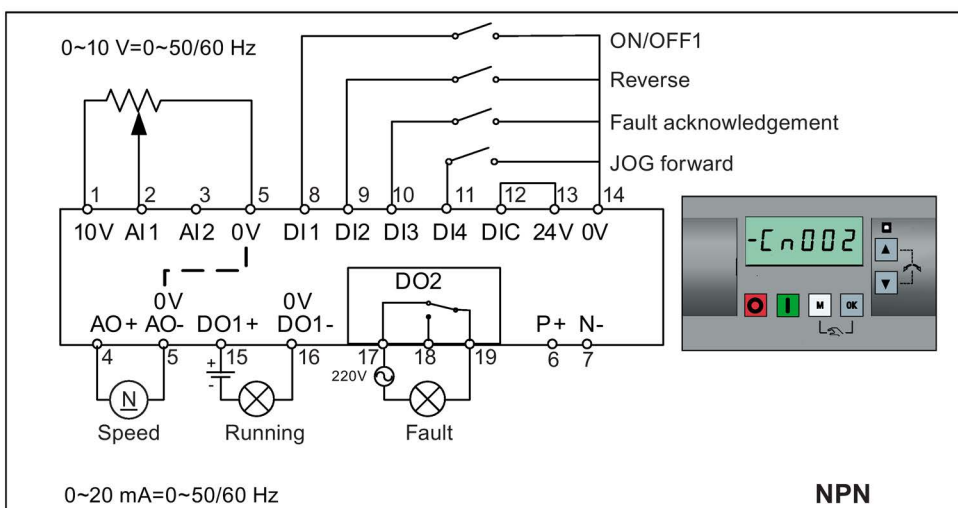 0~10 V=0~50/60 Hz
ON/OFF1
Reverse
Fault acknowledgement
JOG forward
1 2 3 5 8 9 10 11 12 13 14
10V AI1 AI2 0V DI1 DI2 DI3 DI4 DIC 24V 0V
-Cn002
M OK
DO2
0V 0V
AO+ AO- DO1+ DO1- P+ N-
4 5 15 16 17 18 19 6 7
+
-
220V
N
Speed Running Fault
0~20 mA=0~50/60 Hz
NPN